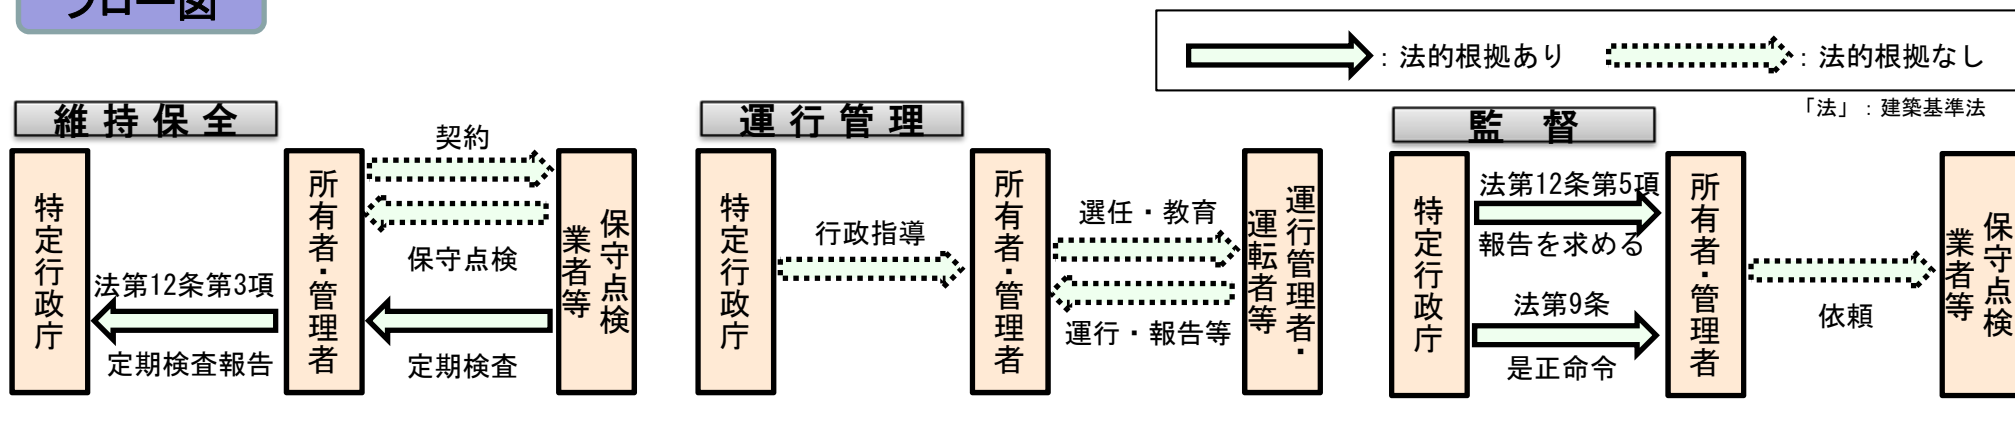 フロー図
：法的根拠あり
：法的根拠なし
「法」：建築基準法
維持保全
特定行政庁
法第12条第3項
定期検査報告
所有者・管理者
契約
保守点検
定期検査
保守点検
業者等
運行管理
特定行政庁
行政指導
所有者・管理者
選任・教育
運行・報告等
運行管理者・
運転者等
監督
特定行政庁
法第12条第5項
報告を求める
法第9条
是正命令
所有者・管理者
依頼
保守点検
業者等